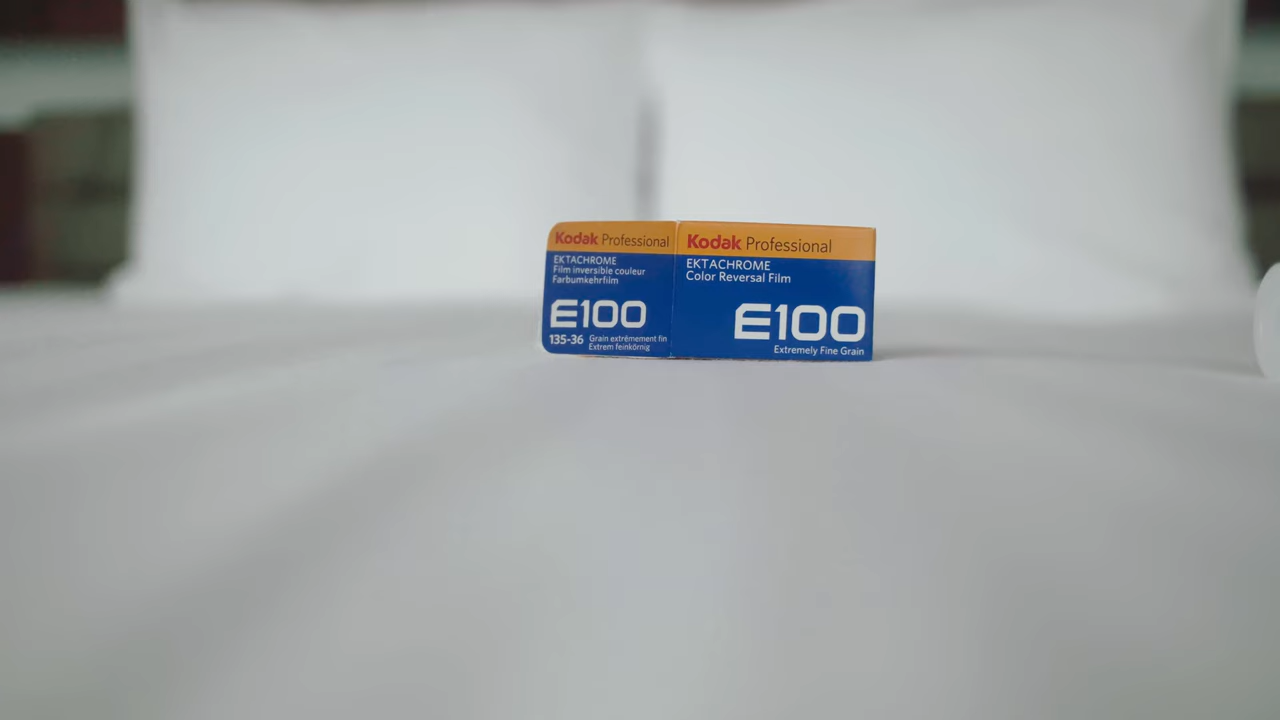 Kodak Professional
EKTACHROME
Film inversible couleur
Farbumkehrfilm
E100
135-36
Grain extrêmement fin
Extrem feinkörnig
Kodak Professional
EKTACHROME
Color Reversal Film
E100
Extremely Fine Grain